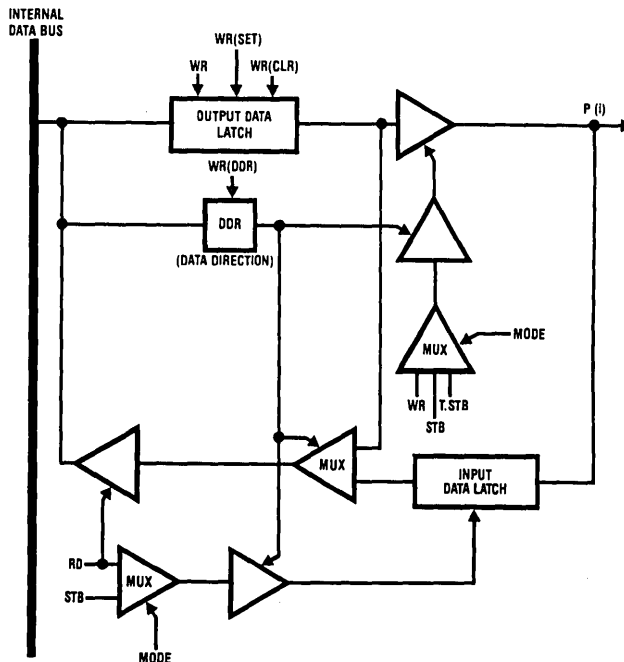 INTERNAL
DATA BUS
WR(SET)
WR
WR(CLR)
OUTPUT DATA
LATCH
P (i)
WR(DDR)
DDR
(DATA DIRECTION)
MUX
MODE
WR
T.STB
STB
MUX
INPUT
DATA LATCH
RD
STB
MUX
MODE